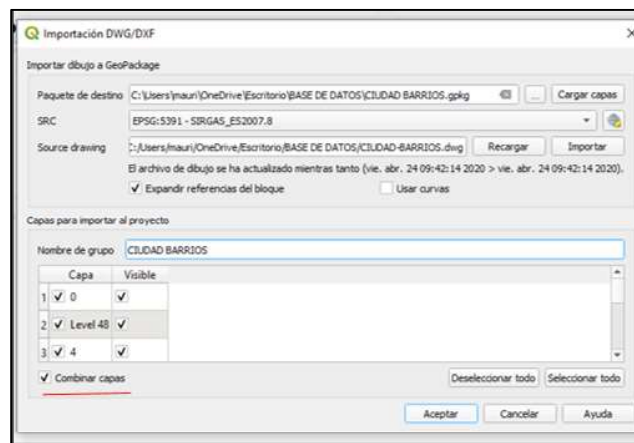 Importación DWG/DXF
Importar dibujo a GeoPackage
Paquete de destino C:\Users\mauri\OneDrive\Escritorio\BASE DE DATOS\CIUDAD BARRIOS.gpkg ... Cargar capas
SRC EPSG:5391 - SIRGAS_ES2007.8
Source drawing C:/Users/mauri/OneDrive/Escritorio/BASE DE DATOS/CIUDAD-BARRIOS.dwg Recargar Importar
El archivo de dibujo se ha actualizado mientras tanto (vie. abr. 24 09:42:14 2020 > vie. abr. 24 09:42:14 2020).
Expandir referencias del bloque Usar curvas
Capas para importar al proyecto
Nombre de grupo CIUDAD BARRIOS
Capa Visible
1 0
2 Level 48
3 4
Combinar capas Deseleccionar todo Seleccionar todo
Aceptar Cancelar Ayuda